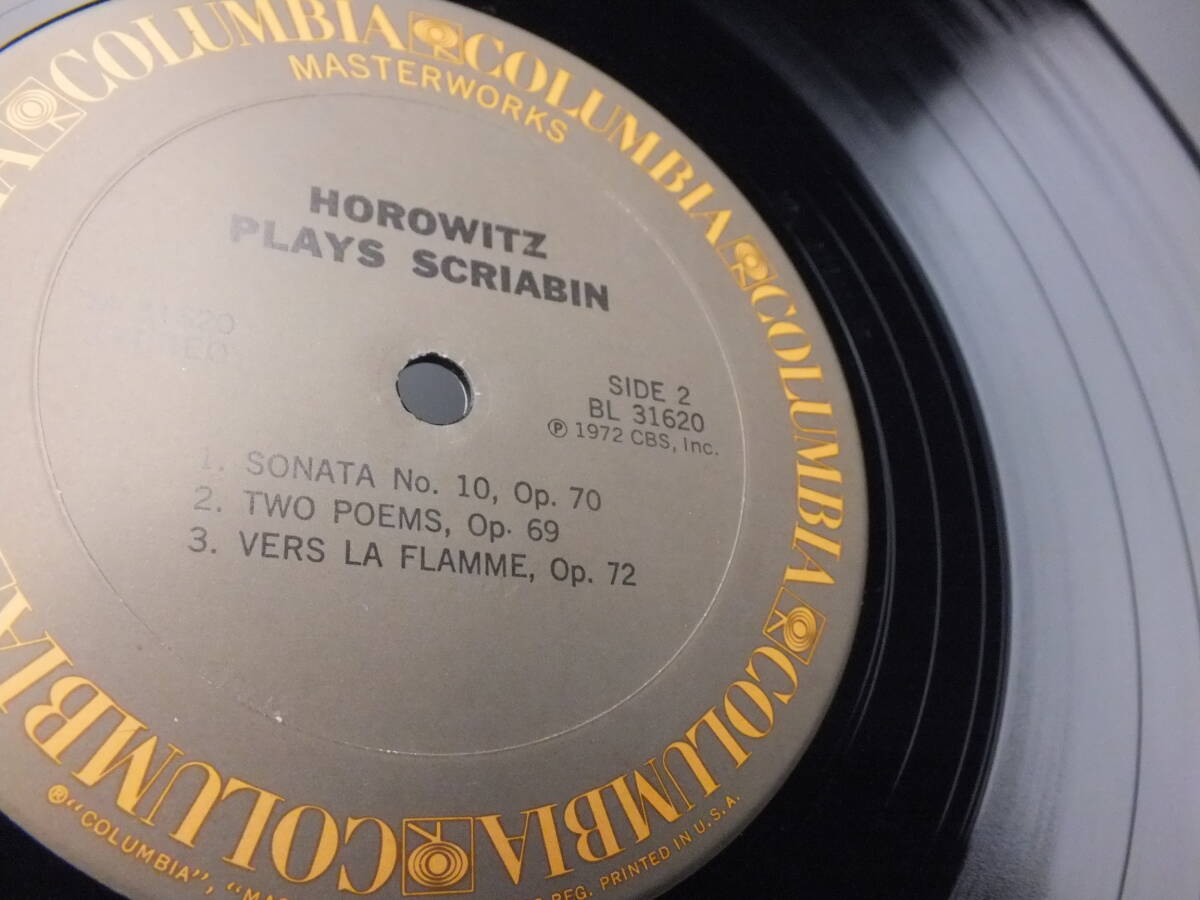 COLUMBIA COLUMBIA COLUMBIA COLUMBIA COLUMBIA COLUMBIA
MASTERWORKS
HOROWITZ
PLAYS SCRIABIN
SIDE 2
BL 31620
Ⓟ 1972 CBS, Inc.
1. SONATA No. 10, Op. 70
2. TWO POEMS, Op. 69
3. VERS LA FLAMME, Op. 72
®"COLUMBIA", REG. PRINTED IN U.S.A.